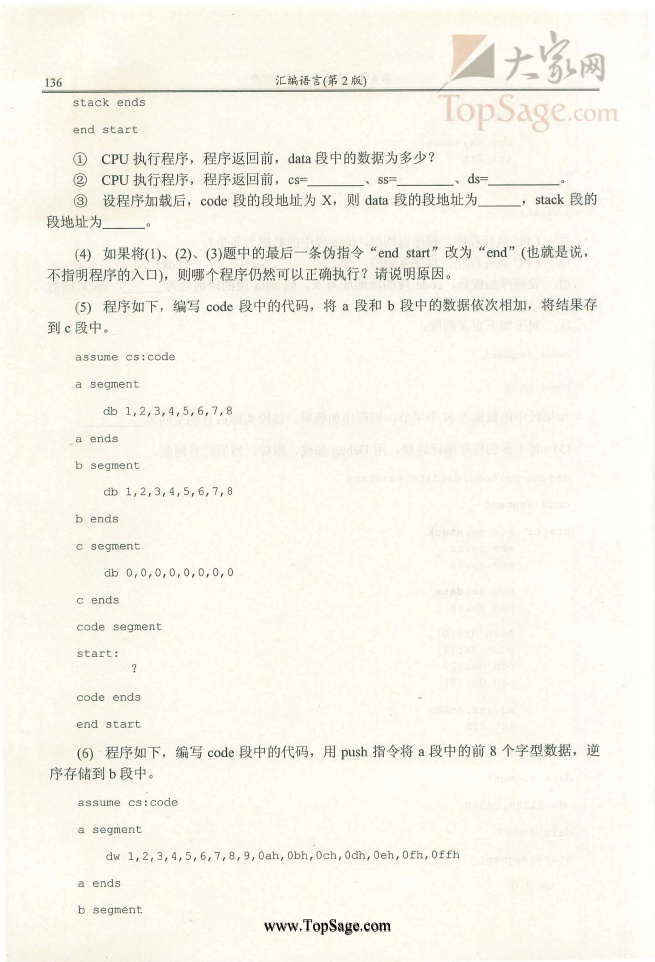 大家网
TopSage.com
136 汇编语言(第 2 版)
stack ends
end start
① CPU 执行程序，程序返回前，data 段中的数据为多少？
② CPU 执行程序，程序返回前，cs=________、ss=________、ds=__________。
③ 设程序加载后，code 段的段地址为 X，则 data 段的段地址为______，stack 段的
段地址为______。
(4) 如果将(1)、(2)、(3)题中的最后一条伪指令“end start”改为“end”(也就是说，
不指明程序的入口)，则哪个程序仍然可以正确执行？请说明原因。
(5) 程序如下，编写 code 段中的代码，将 a 段和 b 段中的数据依次相加，将结果存
到 c 段中。
assume cs:code
a segment
db 1,2,3,4,5,6,7,8
a ends
b segment
db 1,2,3,4,5,6,7,8
b ends
c segment
db 0,0,0,0,0,0,0,0
c ends
code segment
start:
?
code ends
end start
(6) 程序如下，编写 code 段中的代码，用 push 指令将 a 段中的前 8 个字型数据，逆
序存储到 b 段中。
assume cs:code
a segment
dw 1,2,3,4,5,6,7,8,9,0ah,0bh,0ch,0dh,0eh,0fh,0ffh
a ends
b segment
www.TopSage.com